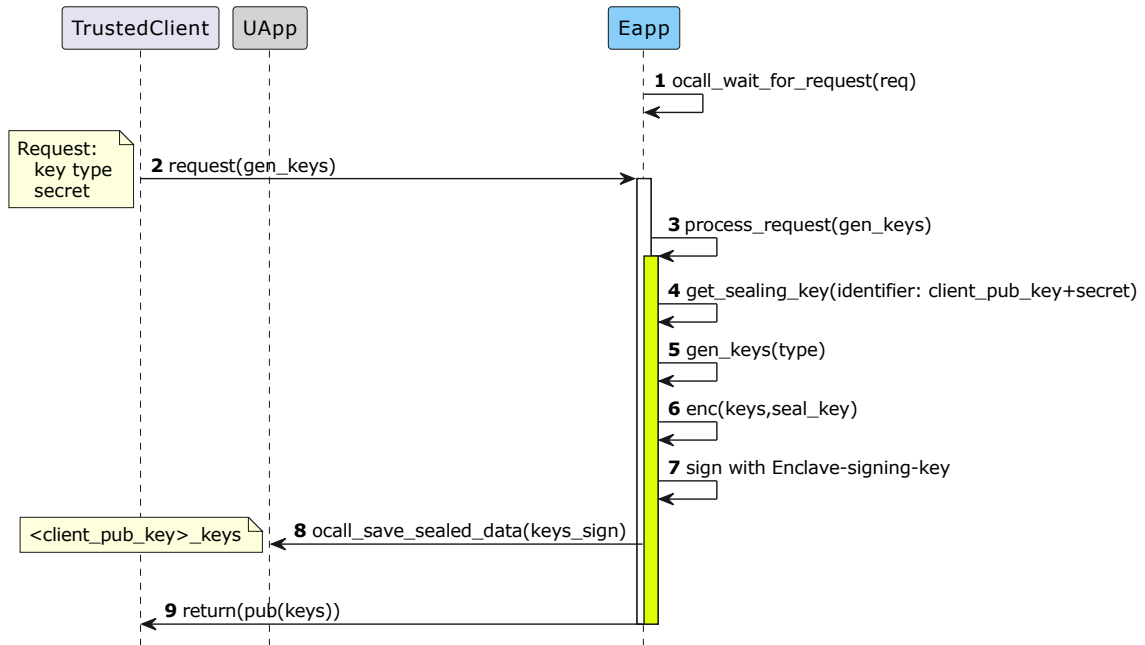 TrustedClient
UApp
Eapp
1 ocall_wait_for_request(req)
Request:
key type
secret
2 request(gen_keys)
3 process_request(gen_keys)
4 get_sealing_key(identifier: client_pub_key+secret)
5 gen_keys(type)
6 enc(keys,seal_key)
7 sign with Enclave-signing-key
<client_pub_key>_keys
8 ocall_save_sealed_data(keys_sign)
9 return(pub(keys))